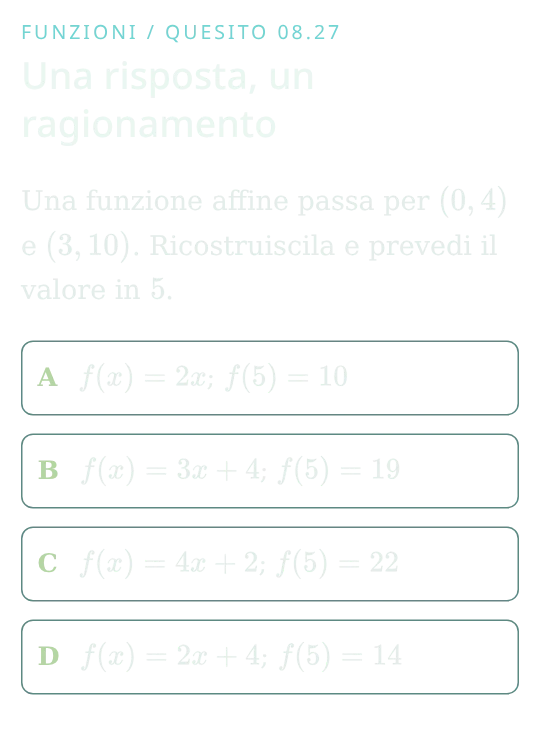 FUNZIONI / QUESITO 08.27
Una risposta, un
ragionamento
Una funzione affine passa per (0, 4)
e (3, 10). Ricostruiscila e prevedi il
valore in 5.
A f(x) = 2x; f(5) = 10
B f(x) = 3x + 4; f(5) = 19
C f(x) = 4x + 2; f(5) = 22
D f(x) = 2x + 4; f(5) = 14